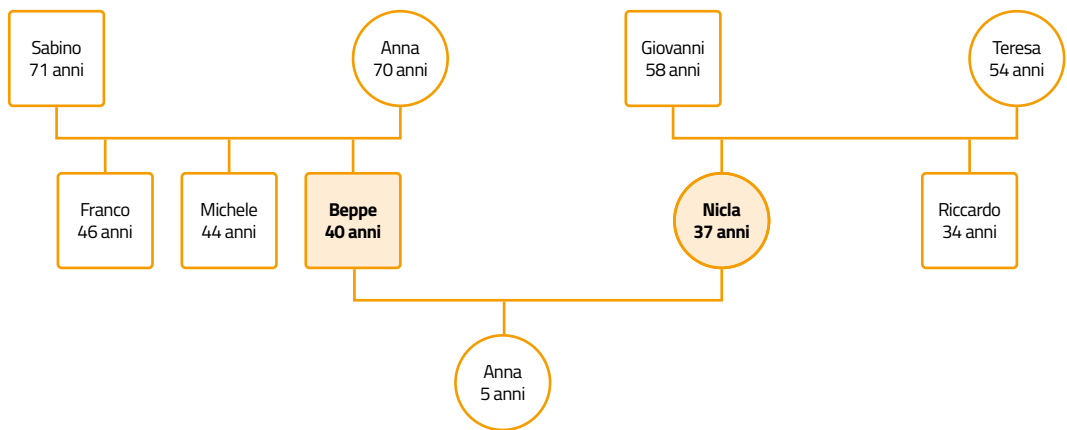 Sabino
71 anni
Anna
70 anni
Giovanni
58 anni
Teresa
54 anni
Franco
46 anni
Michele
44 anni
Beppe
40 anni
Nicla
37 anni
Riccardo
34 anni
Anna
5 anni